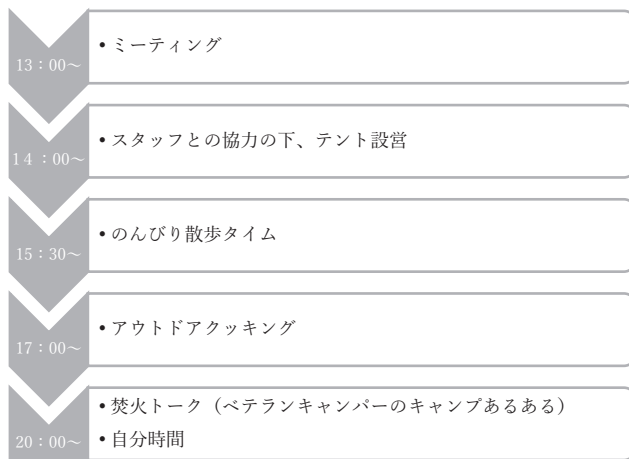 13：00～
•ミーティング
14：00～
•スタッフとの協力の下、テント設営
15：30～
•のんびり散歩タイム
17：00～
•アウトドアクッキング
20：00～
•焚火トーク（ベテランキャンパーのキャンプあるある）
•自分時間